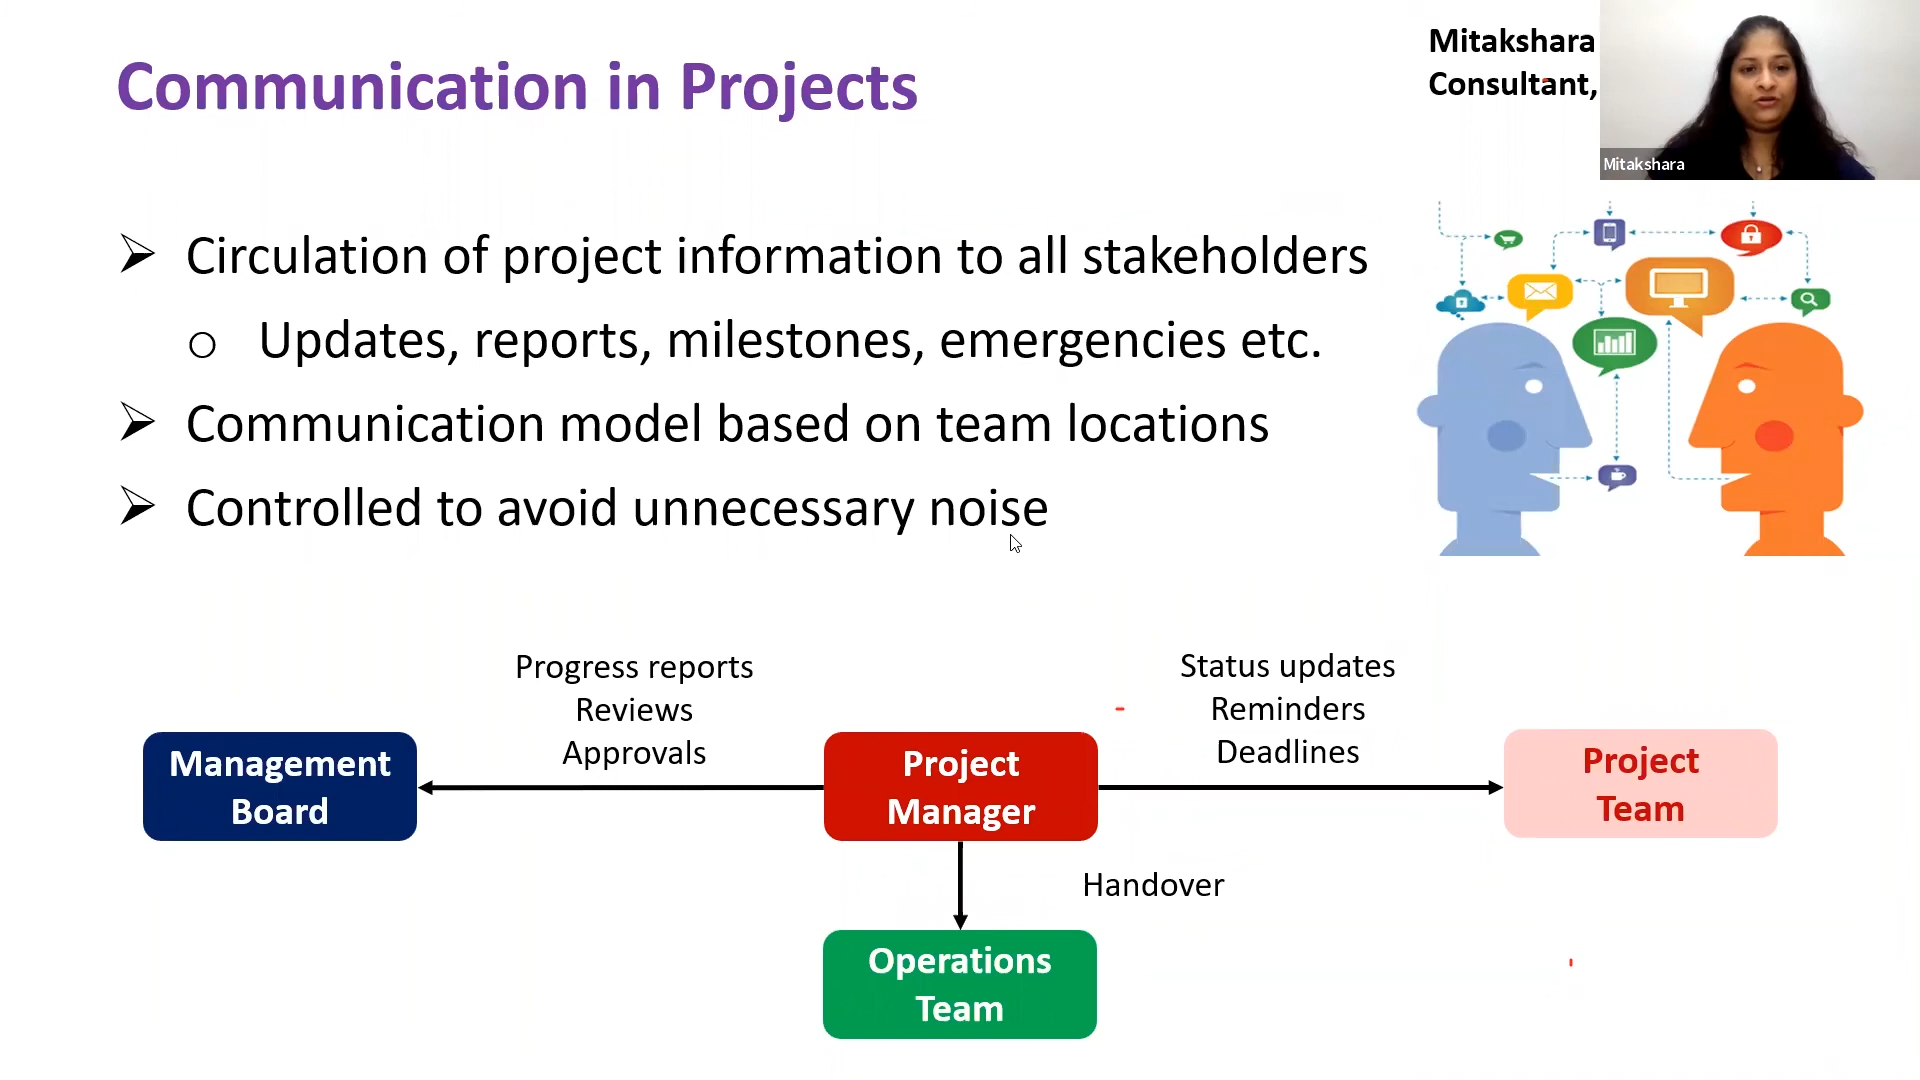 Communication in Projects
Mitakshara
Consultant,
Mitakshara
Circulation of project information to all stakeholders
Updates, reports, milestones, emergencies etc.
Communication model based on team locations
Controlled to avoid unnecessary noise
Progress reports
Reviews
Approvals
Status updates
Reminders
Deadlines
Management
Board
Project
Manager
Project
Team
Handover
Operations
Team